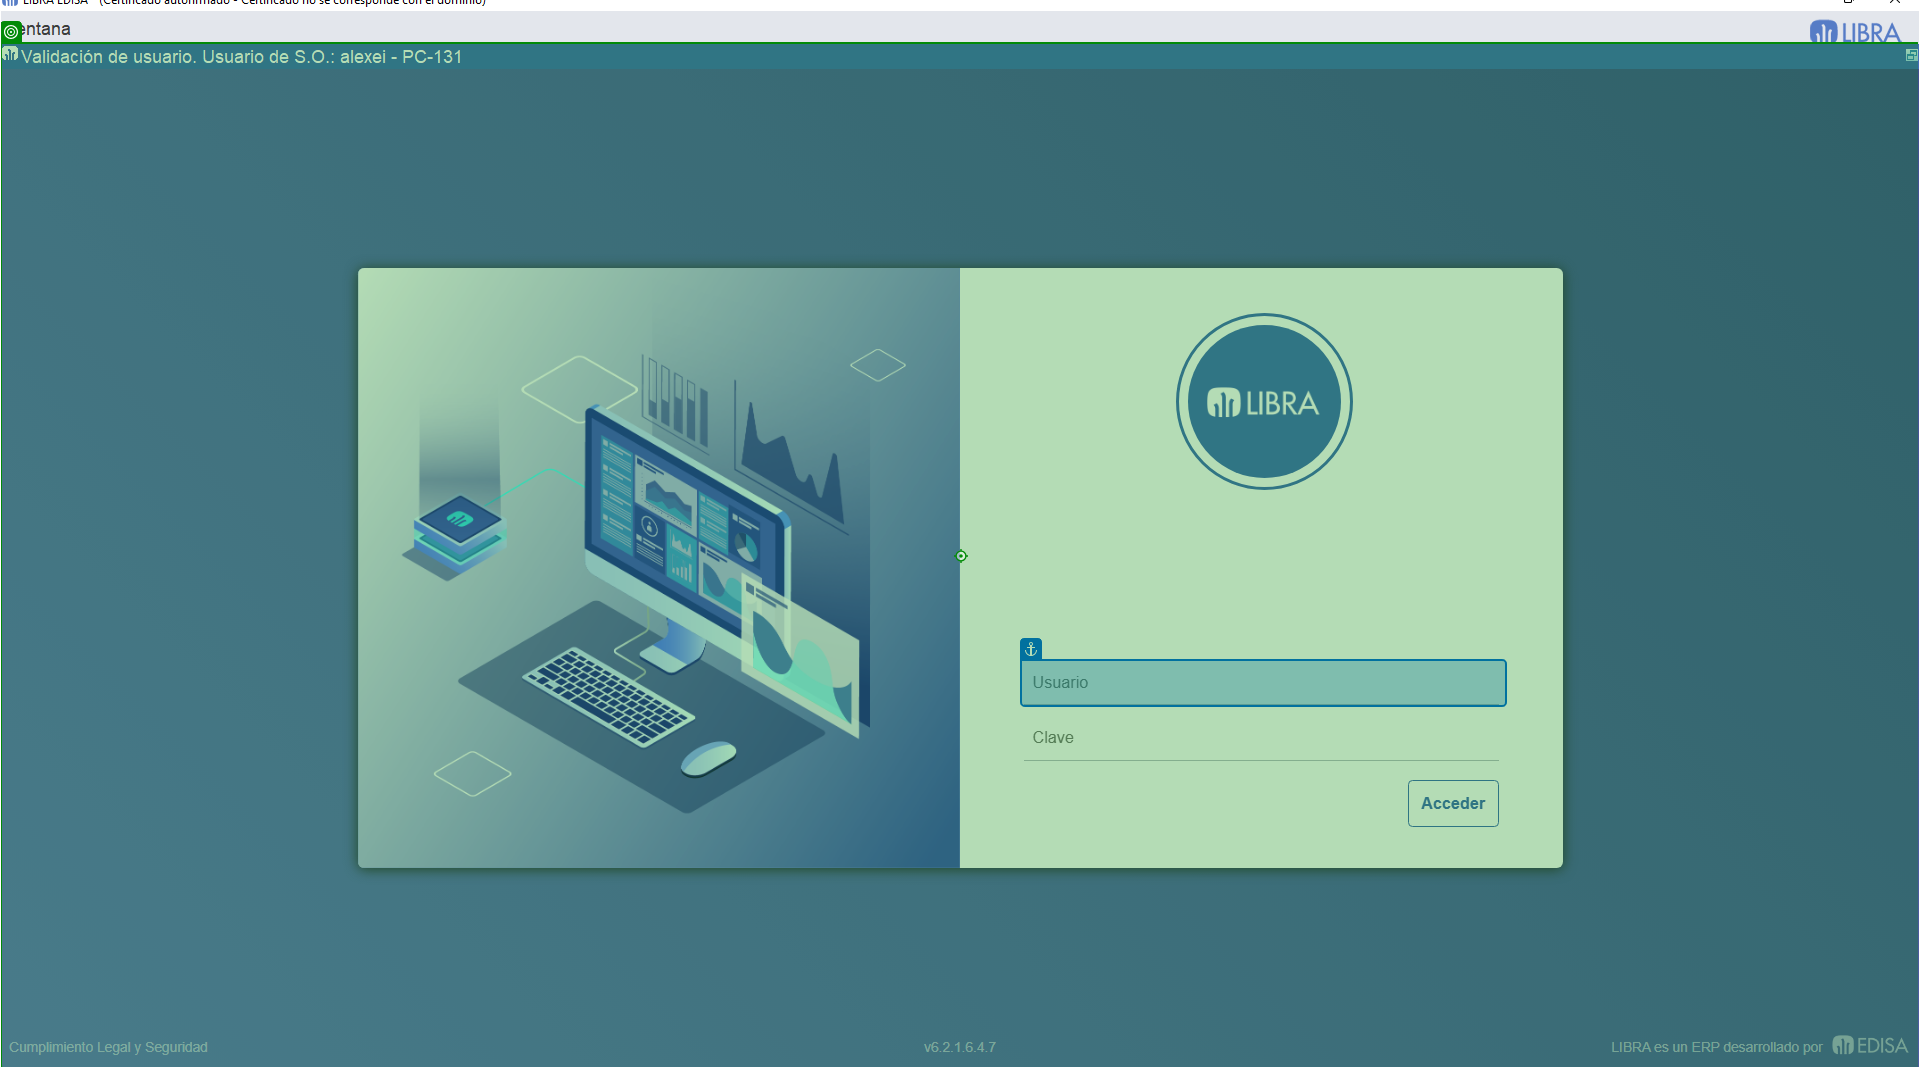 LIBRA EDISA (Certificado autofirmado - Certificado no se corresponde con el dominio)
entana
LIBRA
Validación de usuario. Usuario de S.O.: alexei - PC-131
LIBRA
Usuario
Clave
Acceder
Cumplimiento Legal y Seguridad
v6.2.1.6.4.7
LIBRA es un ERP desarrollado por EDISA